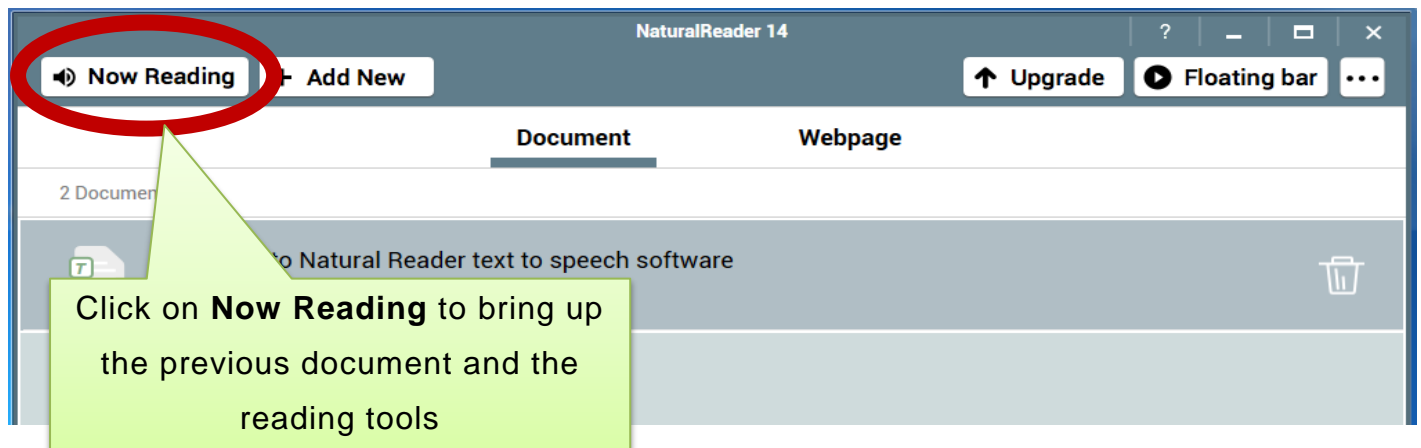 NaturalReader 14
?
Now Reading
+ Add New
Upgrade
Floating bar
...
Document
Webpage
2
to Natural Reader text to speech software
T
Click on Now Reading to bring up
the previous document and the
reading tools